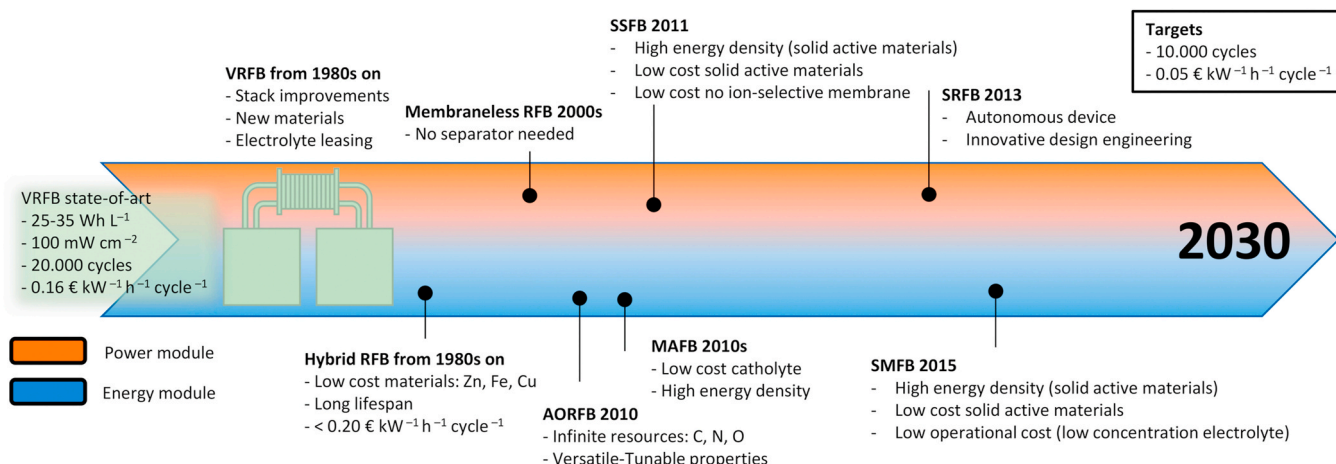 SSFB 2011
- High energy density (solid active materials)
- Low cost solid active materials
- Low cost no ion-selective membrane
Targets
- 10.000 cycles
- 0.05 € kW⁻¹ h⁻¹ cycle⁻¹
VRFB from 1980s on
- Stack improvements
- New materials
- Electrolyte leasing
Membraneless RFB 2000s
- No separator needed
SRFB 2013
- Autonomous device
- Innovative design engineering
VRFB state-of-art
- 25-35 Wh L⁻¹
- 100 mW cm⁻²
- 20.000 cycles
- 0.16 € kW⁻¹ h⁻¹ cycle⁻¹
2030
Power module
Energy module
Hybrid RFB from 1980s on
- Low cost materials: Zn, Fe, Cu
- Long lifespan
- < 0.20 € kW⁻¹ h⁻¹ cycle⁻¹
AORFB 2010
- Infinite resources: C, N, O
- Versatile-Tunable properties
MAFB 2010s
- Low cost catholyte
- High energy density
SMFB 2015
- High energy density (solid active materials)
- Low cost solid active materials
- Low operational cost (low concentration electrolyte)